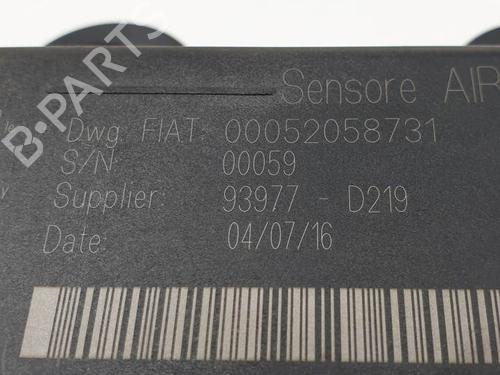 Sensore AIR
Dwg FIAT: 00052058731
S/N 00059
Supplier: 93977 - D219
Date: 04/07/16
B-PARTS